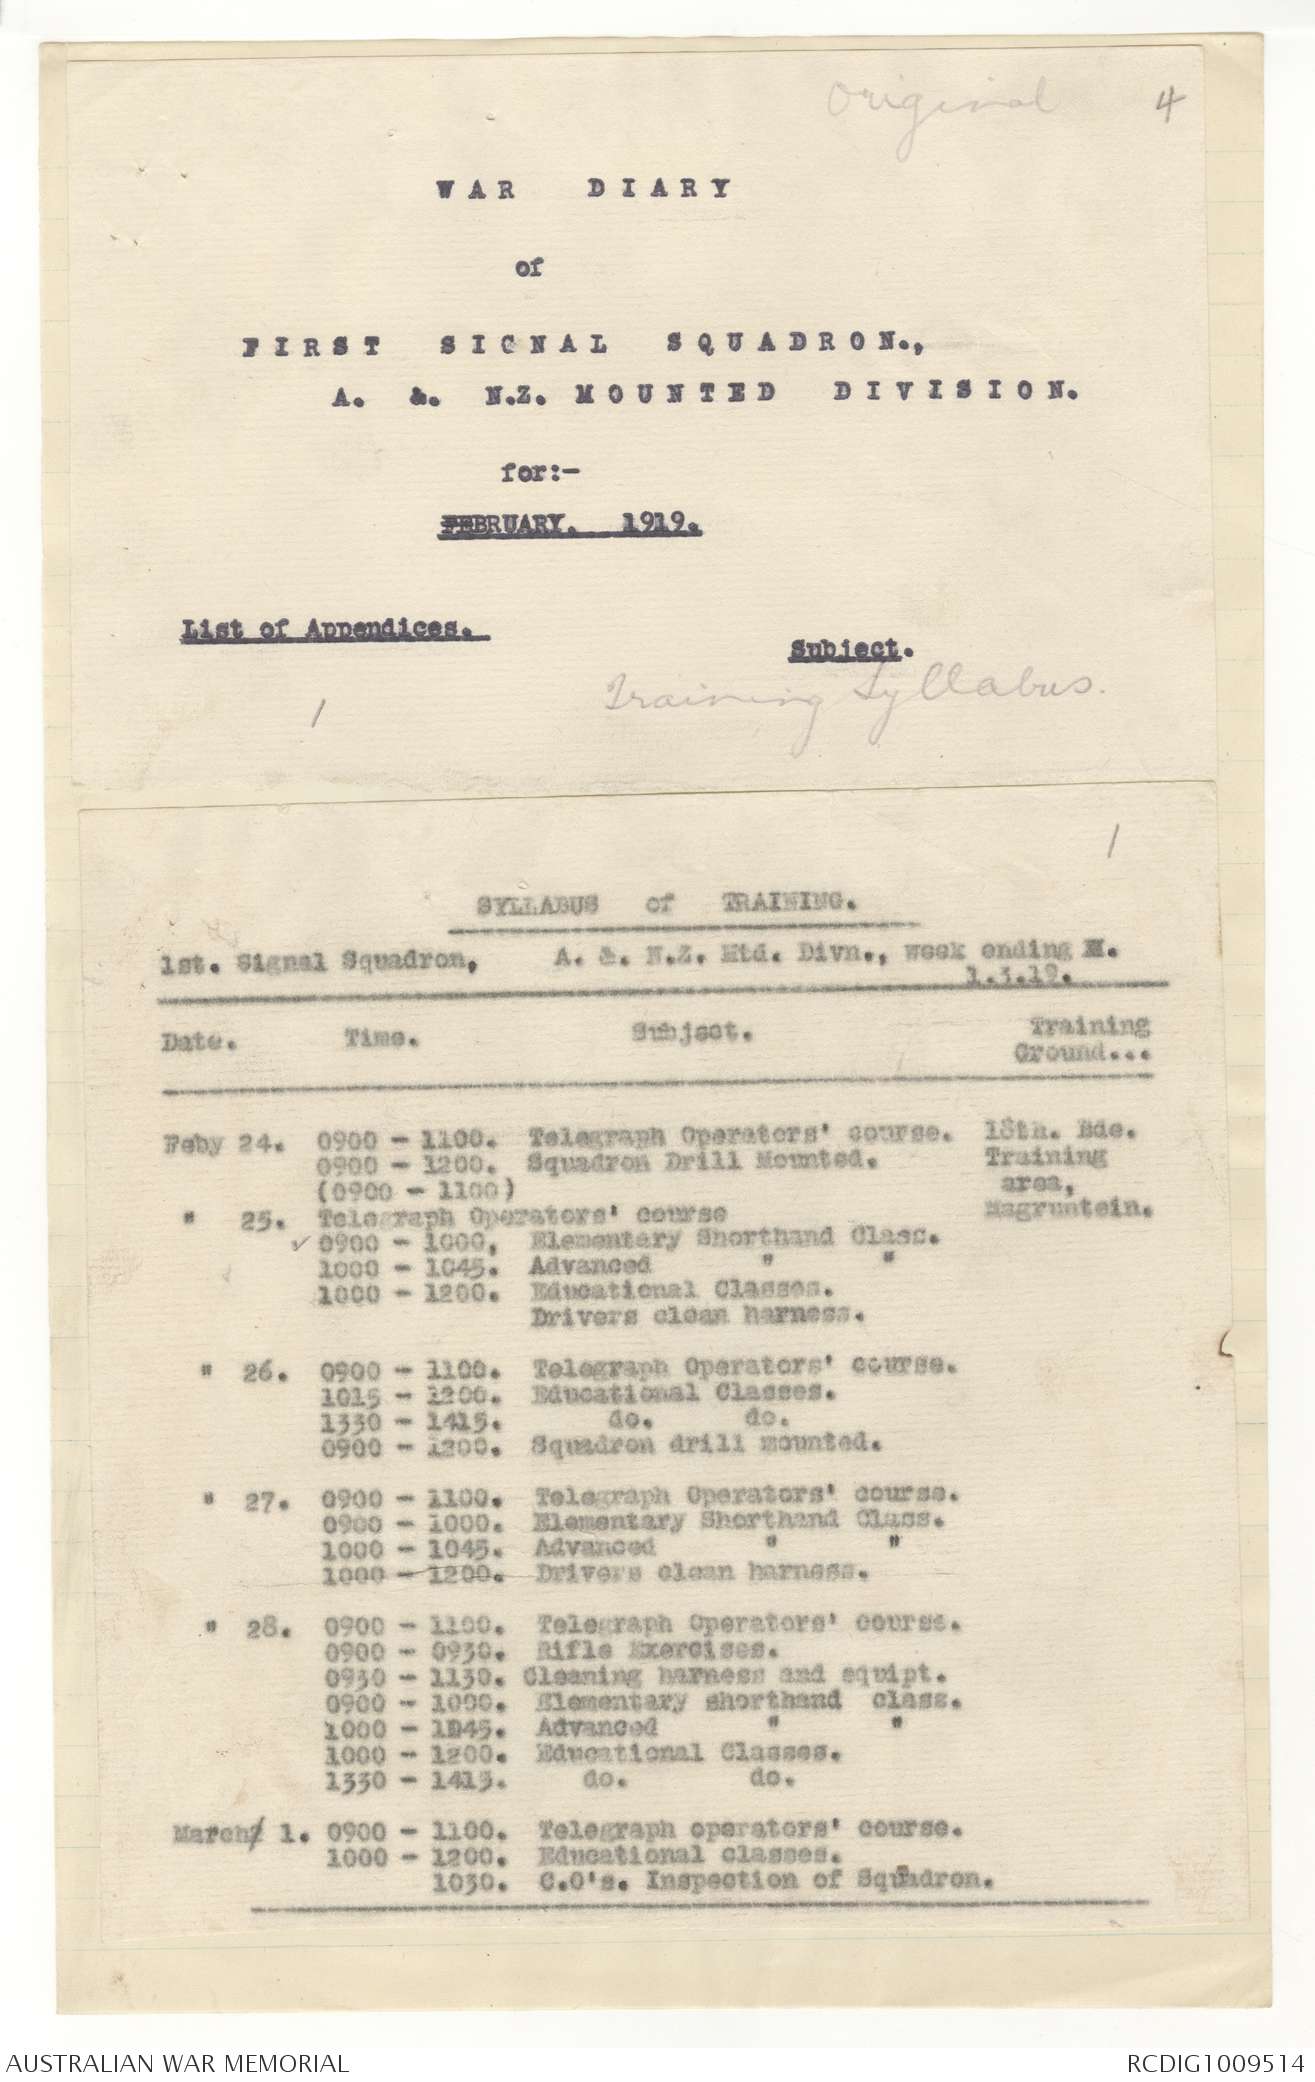 Original 4
WAR DIARY
of
FIRST SIGNAL SQUADRON.,
A. &. N.Z. MOUNTED DIVISION.
for:-
FEBRUARY. 1919.
List of Appendices.
Subject.
1 Training Syllabus.
1
SYLLABUS of TRAINING.
1st. Signal Squadron, A. &. N.Z. Mtd. Divn., week ending
1.3.19.
Date. Time. Subject. Training
Ground...
Feby 24. 0900 - 1100. Telegraph Operators' course. 18th. Bde.
0900 - 1200. Squadron Drill Mounted. Training
(0900 - 1100) area,
" 25. Telegraph Operators' course Magruntein.
✓ 0900 - 1000, Elementary Shorthand Class.
1000 - 1045. Advanced " "
1000 - 1200. Educational Classes.
Drivers clean harness.
" 26. 0900 - 1100. Telegraph Operators' course.
1015 - 1200. Educational Classes.
1330 - 1415. do. do.
0900 - 1200. Squadron drill mounted.
" 27. 0900 - 1100. Telegraph Operators' course.
0900 - 1000. Elementary Shorthand Class.
1000 - 1045. Advanced " "
1000 - 1200. Drivers clean harness.
" 28. 0900 - 1100. Telegraph Operators' course.
0900 - 0930. Rifle Exercises.
0930 - 1130. Cleaning harness and equipt.
0900 - 1000. Elementary shorthand class.
1000 - 1045. Advanced " "
1000 - 1200. Educational Classes.
1330 - 1415. do. do.
March 1. 0900 - 1100. Telegraph operators' course.
1000 - 1200. Educational classes.
1030. C.O's. Inspection of Squadron.
AUSTRALIAN WAR MEMORIAL RCDIG1009514